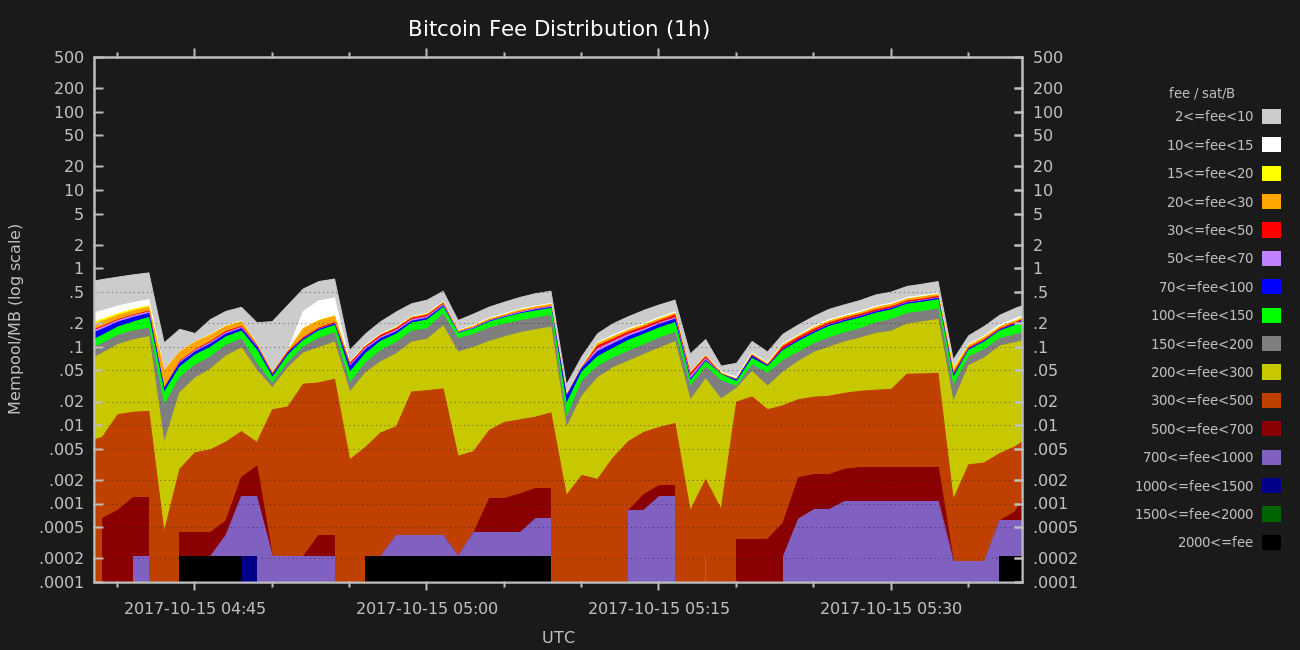 Bitcoin Fee Distribution (1h)
500 500
200 200
100 100
50 50
20 20
10 10
5 5
2 2
1 1
.5 .5
.2 .2
.1 .1
.05 .05
.02 .02
.01 .01
.005 .005
.002 .002
.001 .001
.0005 .0005
.0002 .0002
.0001 .0001
Mempool/MB (log scale)
2017-10-15 04:45 2017-10-15 05:00 2017-10-15 05:15 2017-10-15 05:30
UTC
fee / sat/B
2<=fee<10
10<=fee<15
15<=fee<20
20<=fee<30
30<=fee<50
50<=fee<70
70<=fee<100
100<=fee<150
150<=fee<200
200<=fee<300
300<=fee<500
500<=fee<700
700<=fee<1000
1000<=fee<1500
1500<=fee<2000
2000<=fee